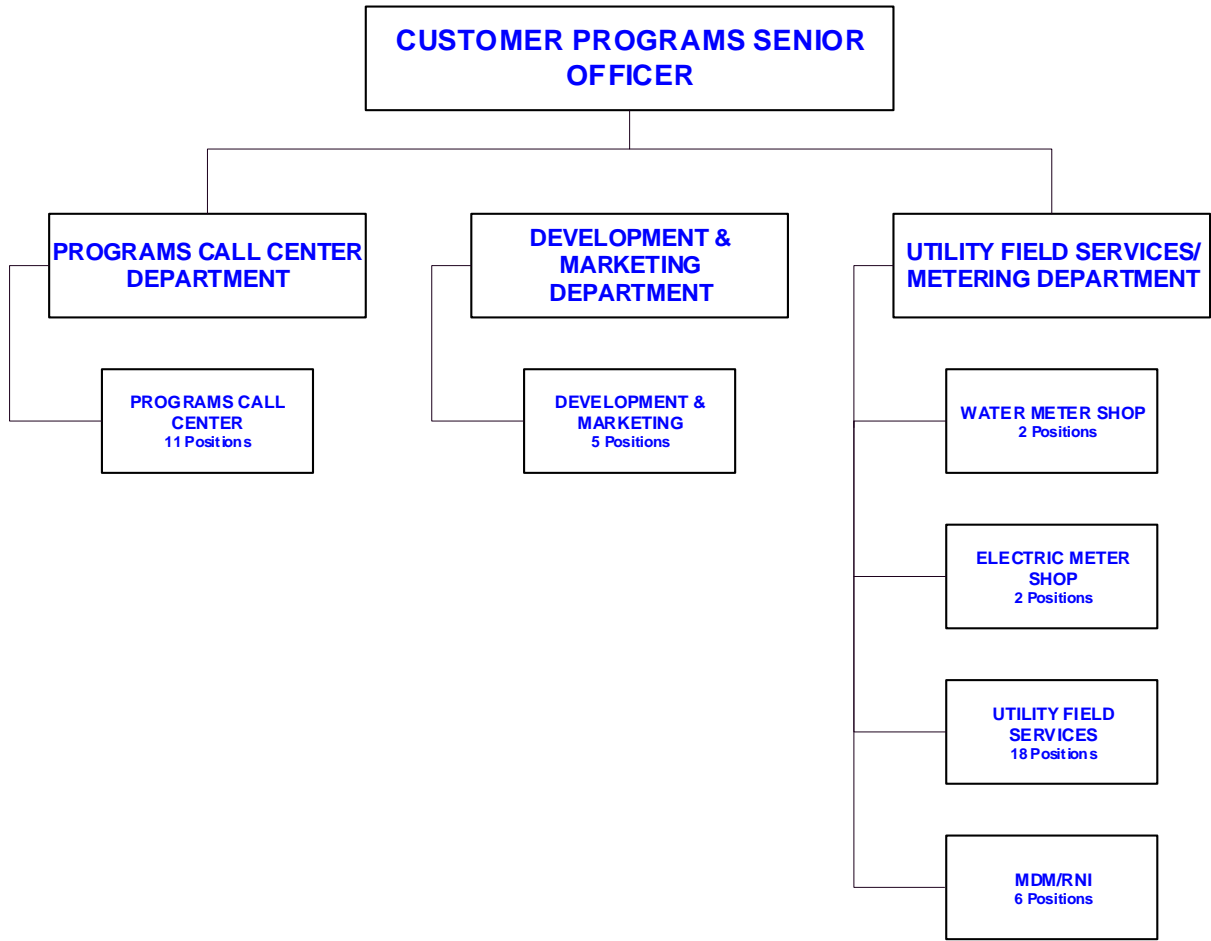 CUSTOMER PROGRAMS SENIOR
OFFICER
PROGRAMS CALL CENTER
DEPARTMENT
DEVELOPMENT &
MARKETING
DEPARTMENT
UTILITY FIELD SERVICES/
METERING DEPARTMENT
PROGRAMS CALL
CENTER
11 Positions
DEVELOPMENT &
MARKETING
5 Positions
WATER METER SHOP
2 Positions
ELECTRIC METER
SHOP
2 Positions
UTILITY FIELD
SERVICES
18 Positions
MDM/RNI
6 Positions